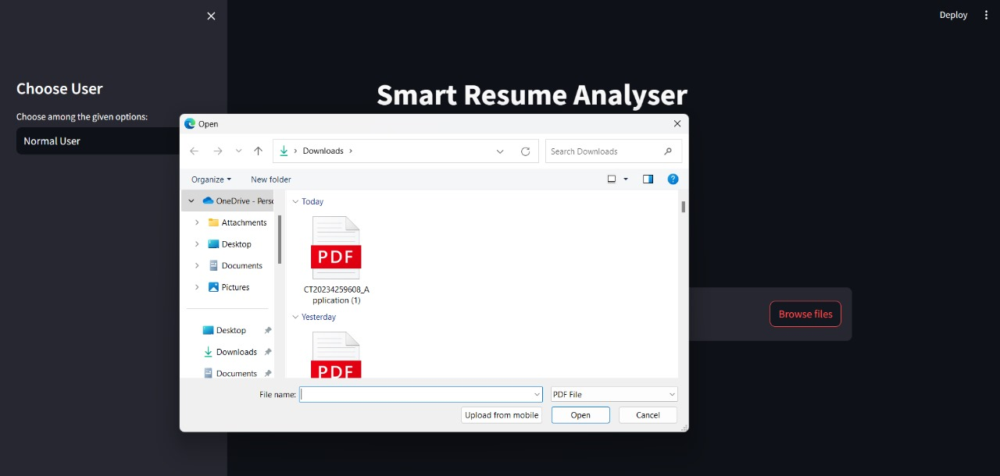 Deploy
Choose User
Choose among the given options:
Normal User
Smart Resume Analyser
Open
Downloads
Search Downloads
Organize
New folder
OneDrive - Perso
Attachments
Desktop
Documents
Pictures
Desktop
Downloads
Documents
Today
PDF
CT20234259608_A
pplication (1)
Yesterday
PDF
Browse files
File name:
PDF File
Upload from mobile
Open
Cancel